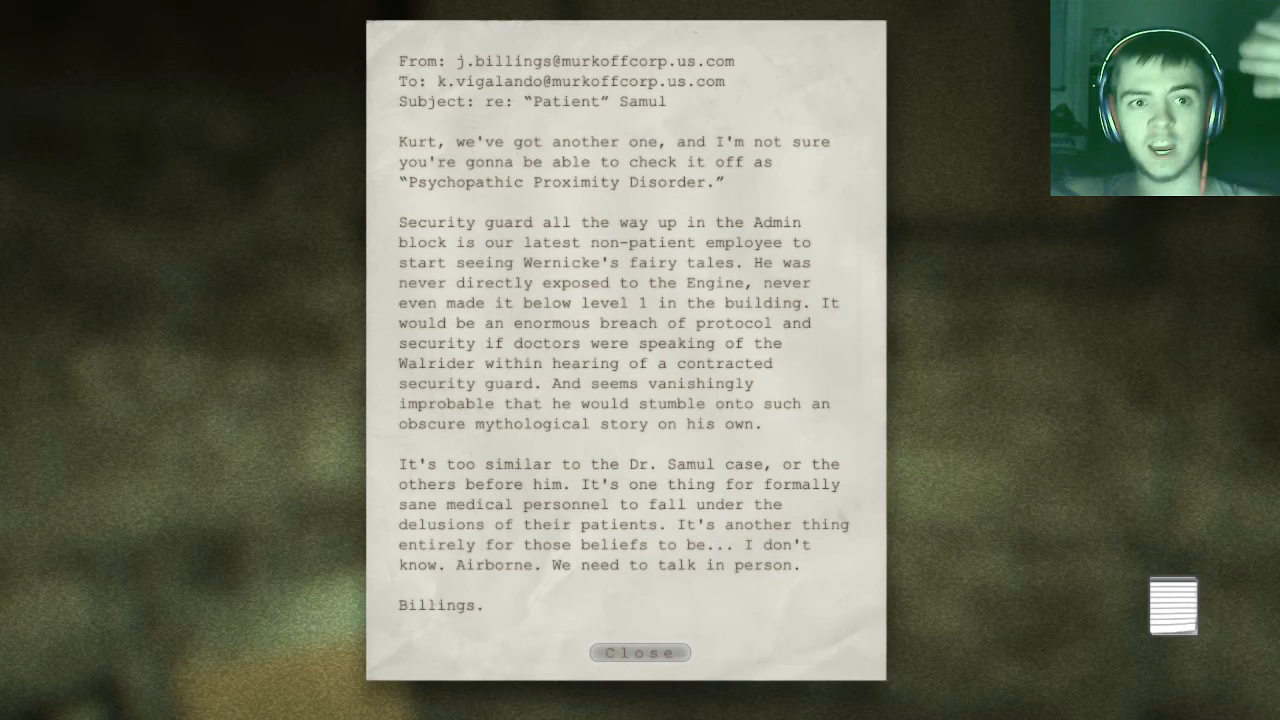 From: j.billings@murkoffcorp.us.com
To: k.vigalando@murkoffcorp.us.com
Subject: re: “Patient” Samul
Kurt, we've got another one, and I'm not sure
you're gonna be able to check it off as
“Psychopathic Proximity Disorder.”
Security guard all the way up in the Admin
block is our latest non-patient employee to
start seeing Wernicke's fairy tales. He was
never directly exposed to the Engine, never
even made it below level 1 in the building. It
would be an enormous breach of protocol and
security if doctors were speaking of the
Walrider within hearing of a contracted
security guard. And seems vanishingly
improbable that he would stumble onto such an
obscure mythological story on his own.
It's too similar to the Dr. Samul case, or the
others before him. It's one thing for formally
sane medical personnel to fall under the
delusions of their patients. It's another thing
entirely for those beliefs to be... I don't
know. Airborne. We need to talk in person.
Billings.
Close